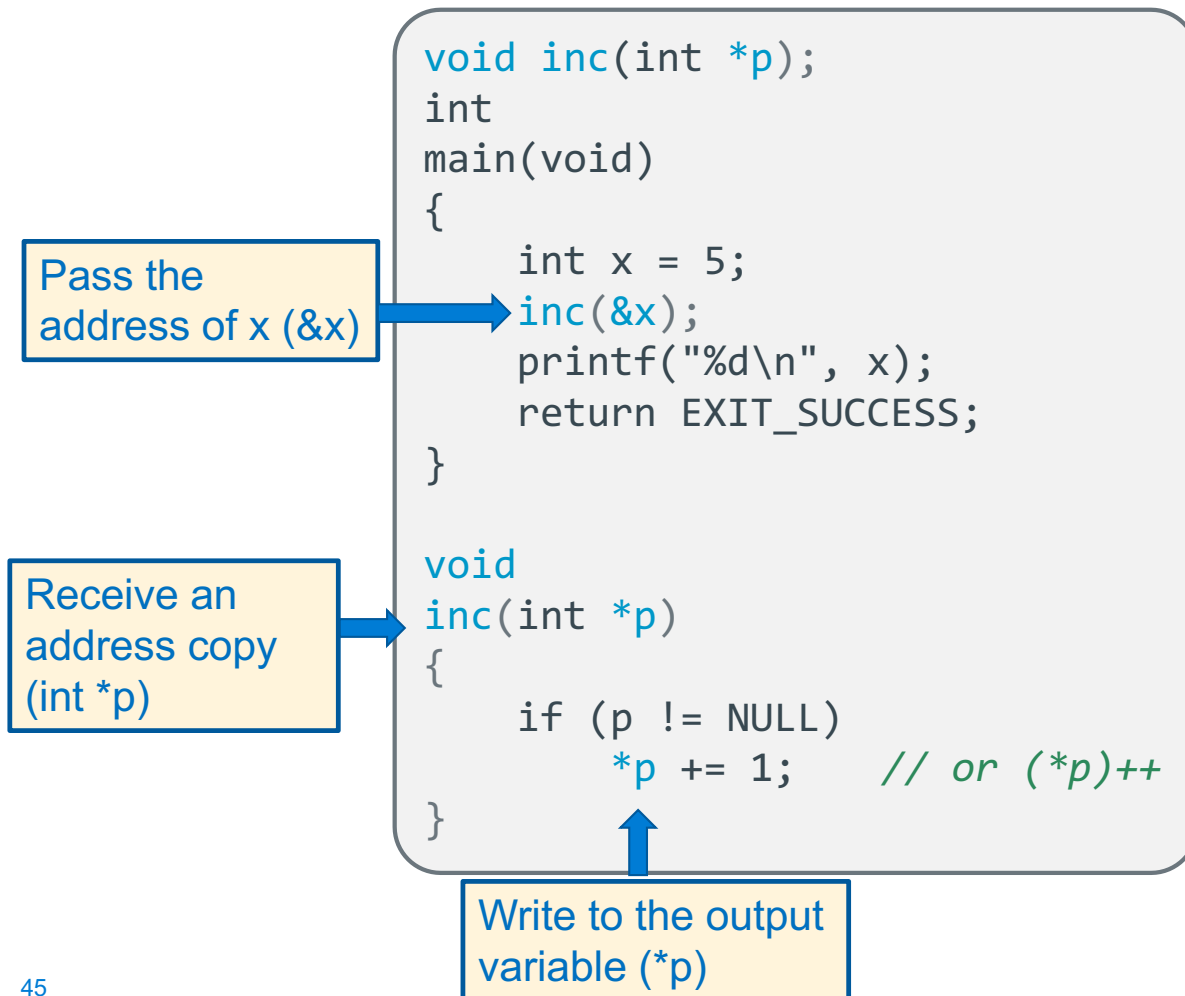 void inc(int *p);
int
main(void)
{
    int x = 5;
    inc(&x);
    printf("%d\n", x);
    return EXIT_SUCCESS;
}
void
inc(int *p)
{
    if (p != NULL)
        *p += 1;    // or (*p)++
}
Pass the
address of x (&x)
Receive an
address copy
(int *p)
Write to the output
variable (*p)
45